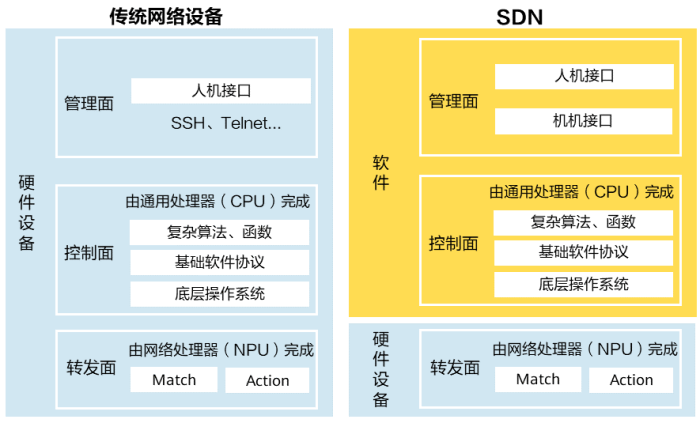 传统网络设备
硬件设备
管理面
人机接口
SSH、Telnet...
控制面
由通用处理器（CPU）完成
复杂算法、函数
基础软件协议
底层操作系统
转发面
由网络处理器（NPU）完成
Match
Action
SDN
软件
管理面
人机接口
机机接口
控制面
由通用处理器（CPU）完成
复杂算法、函数
基础软件协议
底层操作系统
硬件设备
转发面
由网络处理器（NPU）完成
Match
Action